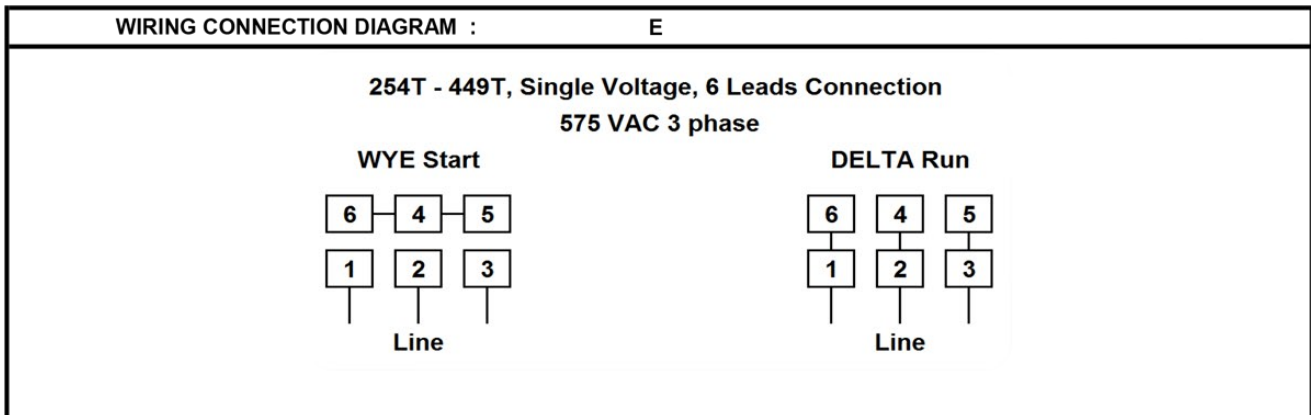 WIRING CONNECTION DIAGRAM : E
254T - 449T, Single Voltage, 6 Leads Connection
575 VAC 3 phase
WYE Start DELTA Run
6 4 5 6 4 5
1 2 3 1 2 3
Line Line